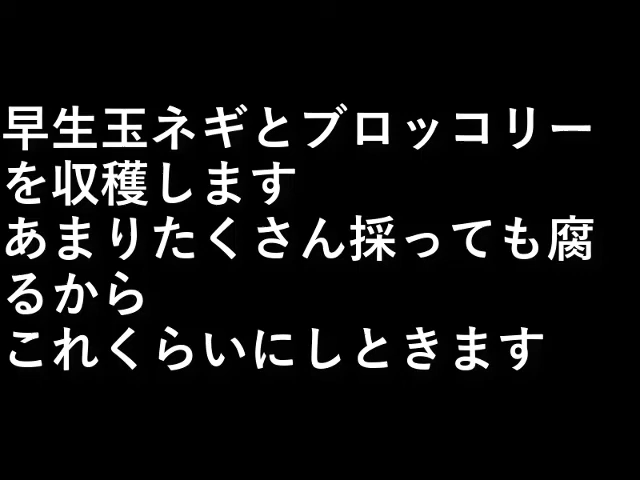 早生玉ネギとブロッコリー
を収穫します
あまりたくさん採っても腐
るから
これくらいにしときます